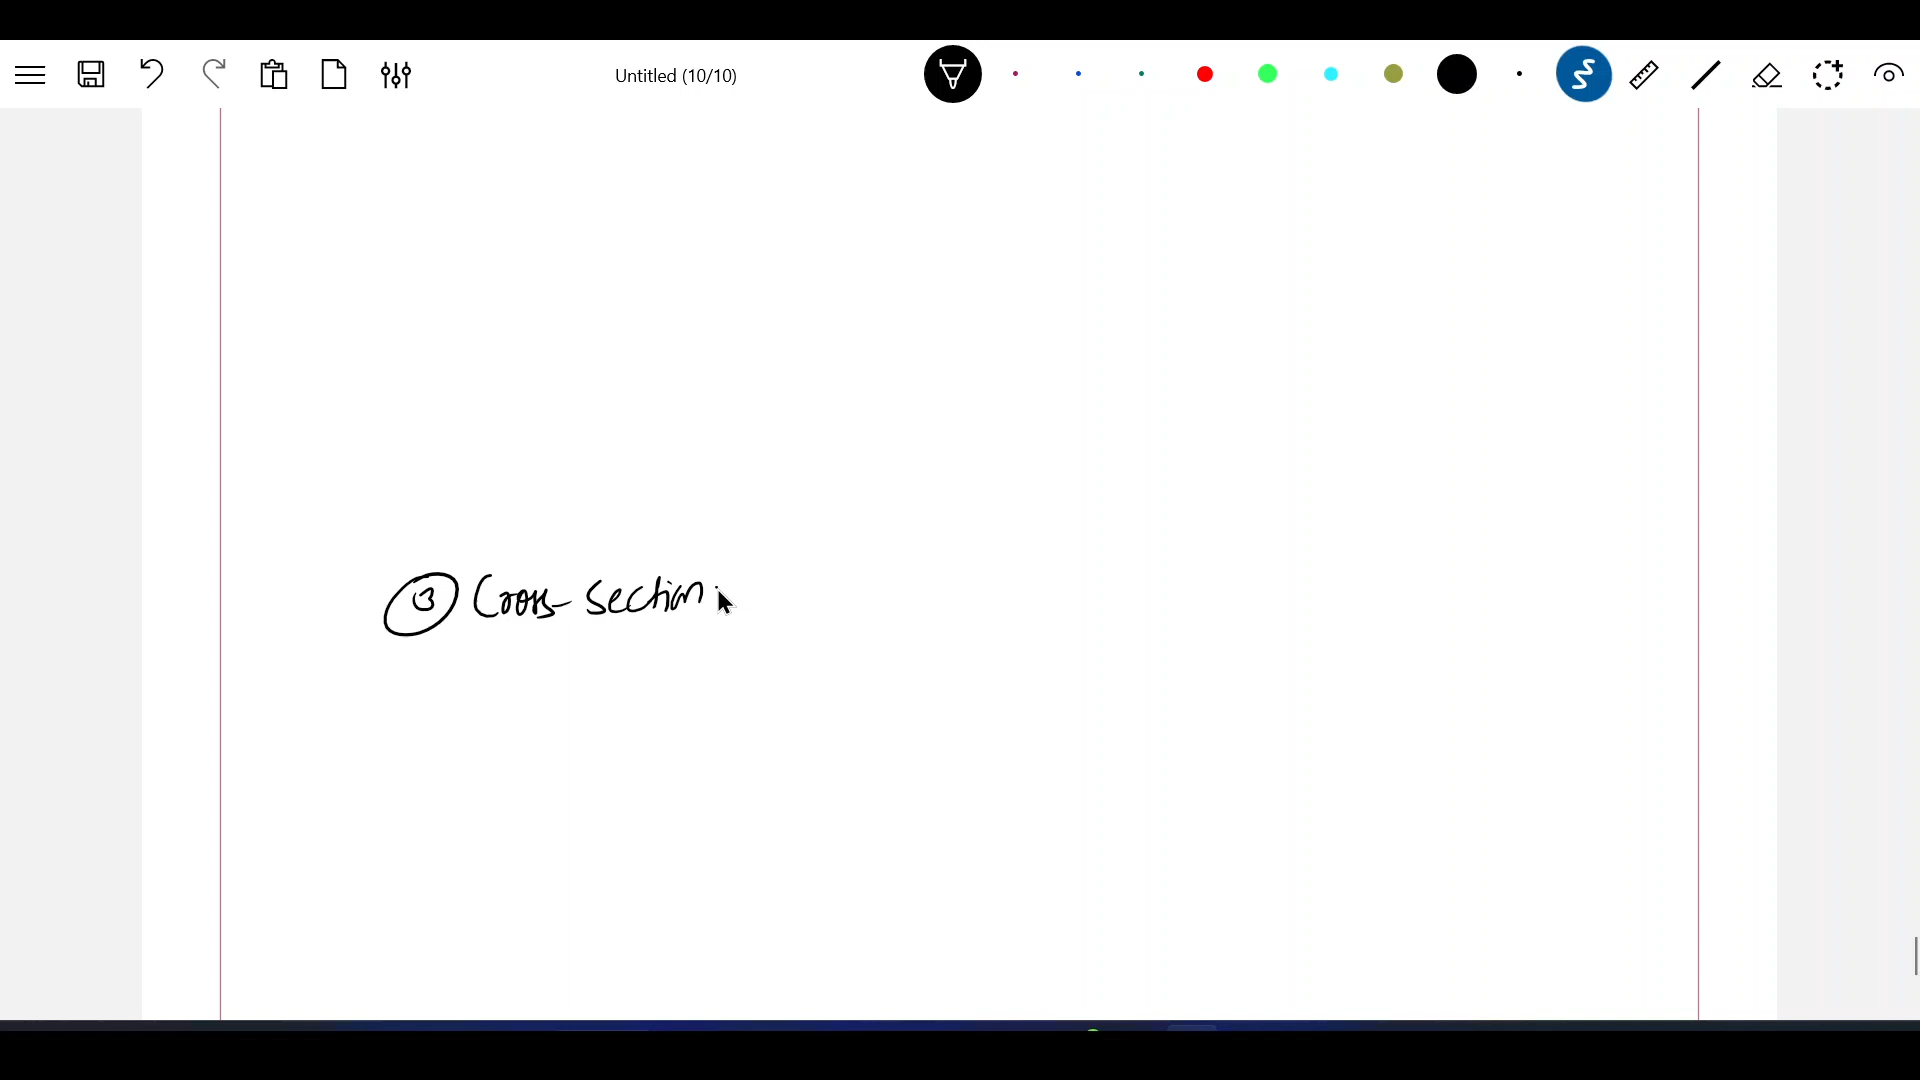 Untitled (10/10)
③ Cross-section